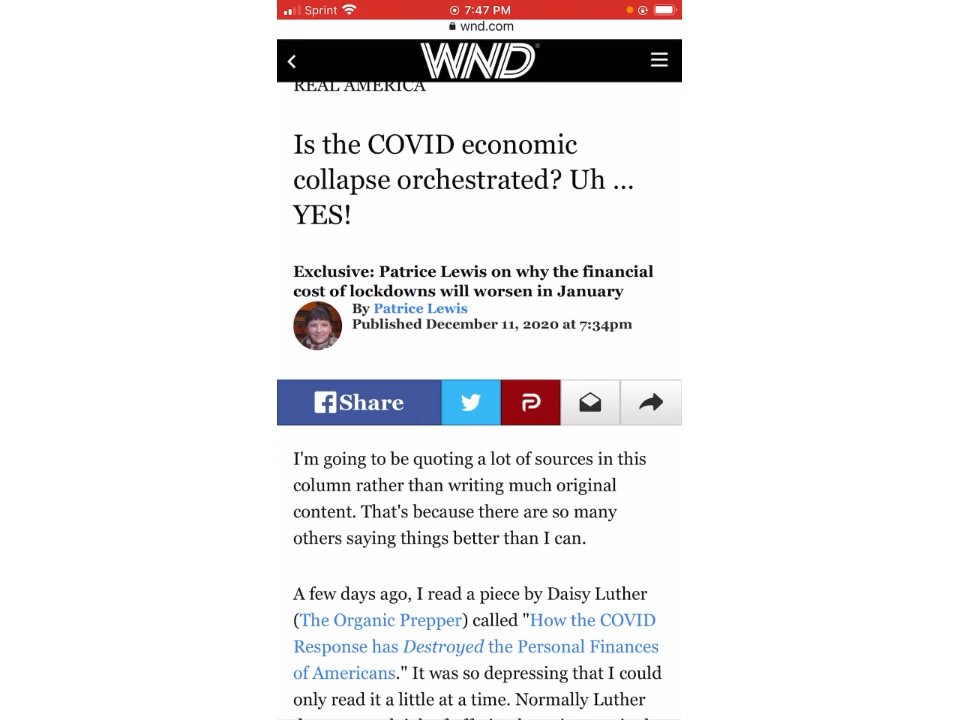 Sprint 7:47 PM
wnd.com
WND
REAL AMERICA
Is the COVID economic
collapse orchestrated? Uh ...
YES!
Exclusive: Patrice Lewis on why the financial
cost of lockdowns will worsen in January
By Patrice Lewis
Published December 11, 2020 at 7:34pm
Share
I'm going to be quoting a lot of sources in this
column rather than writing much original
content. That's because there are so many
others saying things better than I can.
A few days ago, I read a piece by Daisy Luther
(The Organic Prepper) called "How the COVID
Response has Destroyed the Personal Finances
of Americans." It was so depressing that I could
only read it a little at a time. Normally Luther